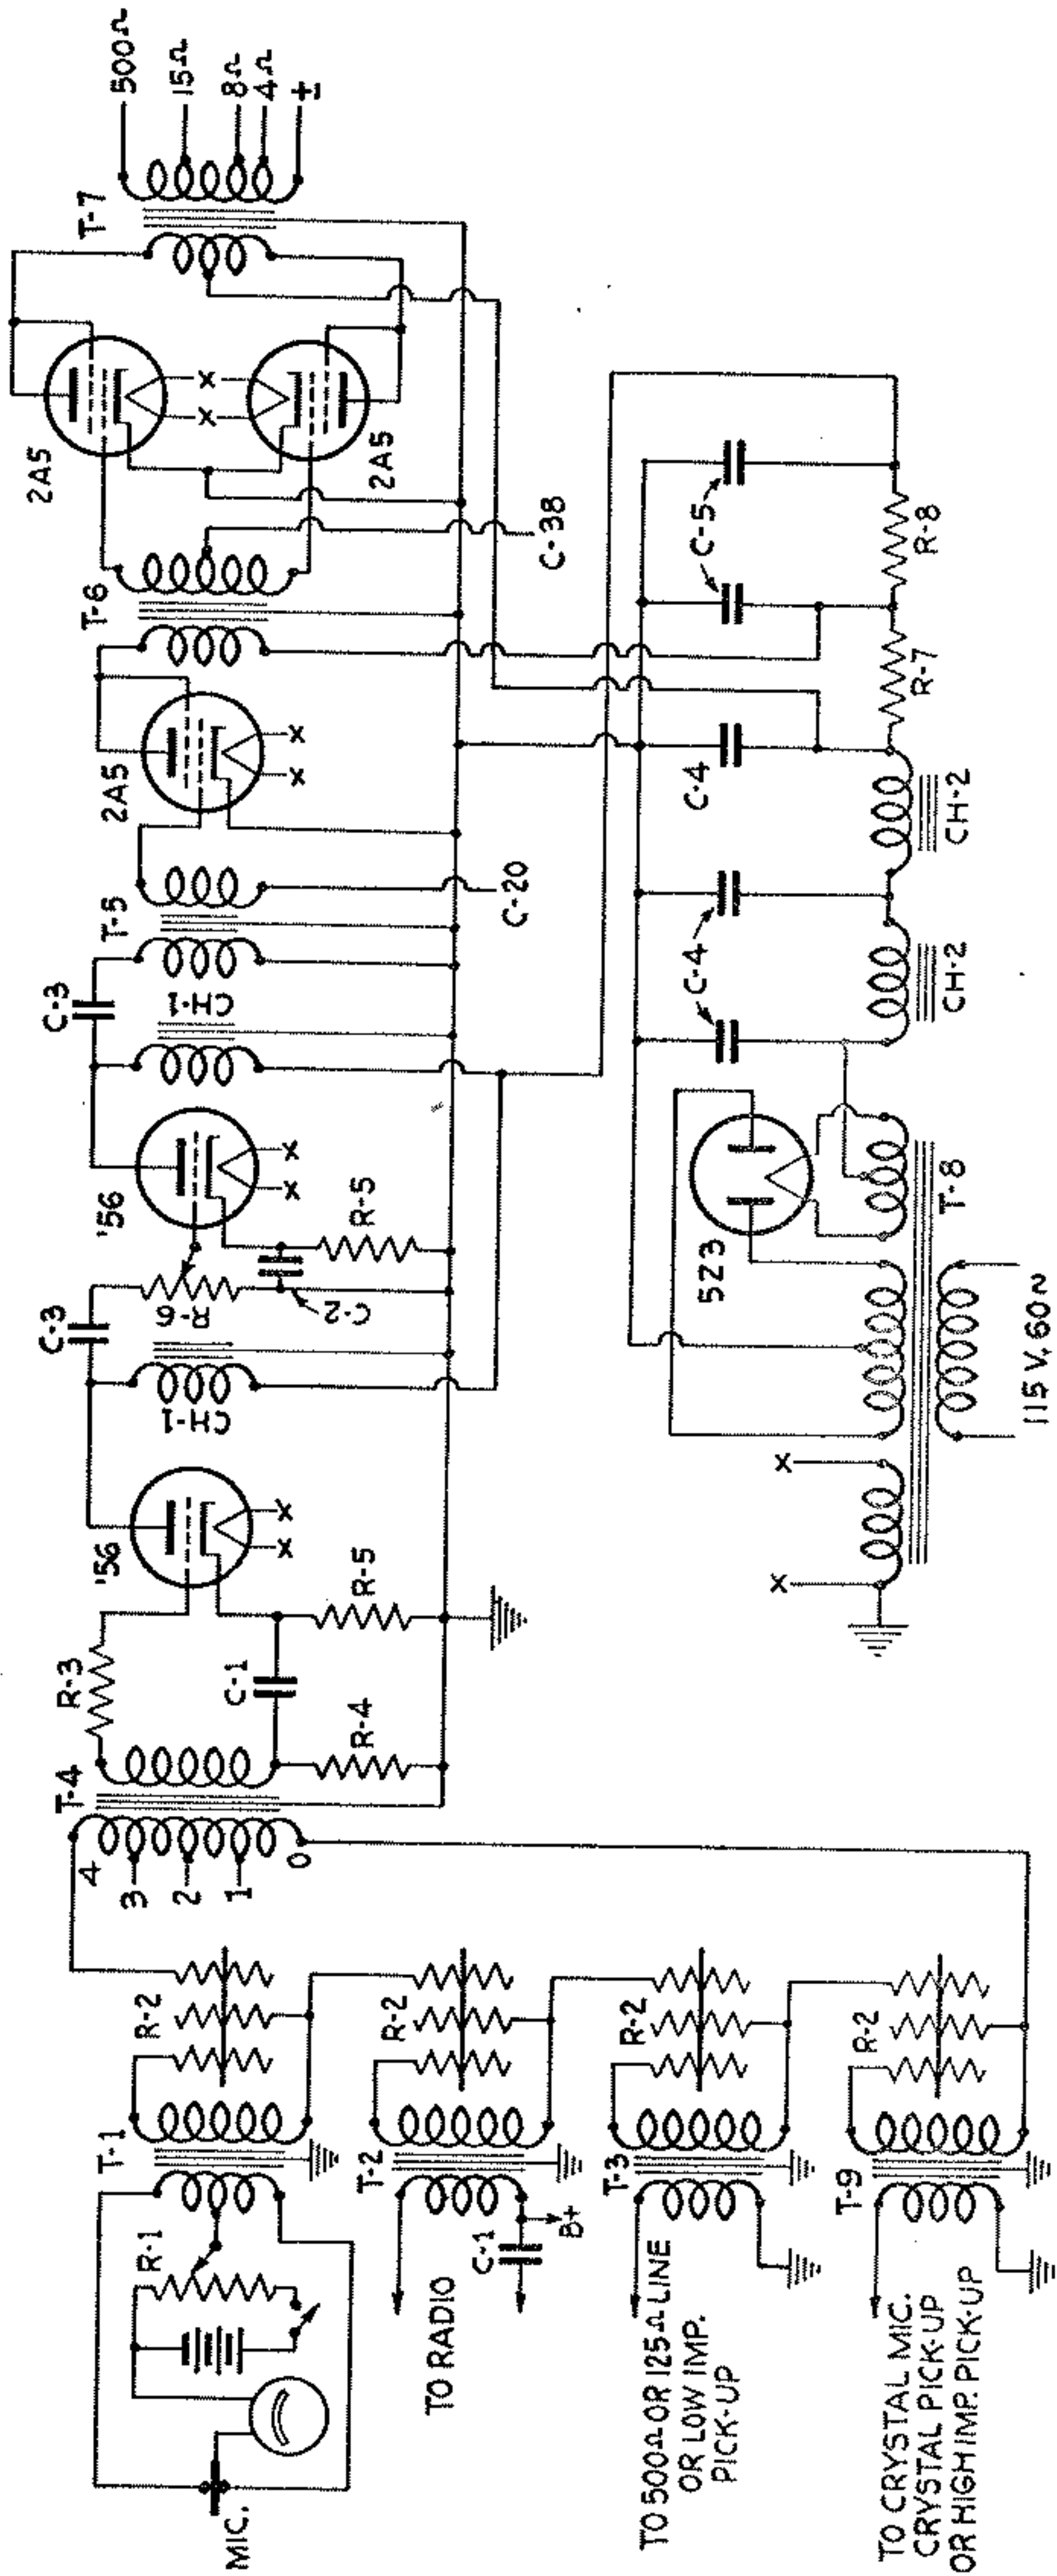 MIC.
R-1
T-1
R-2
TO RADIO
C-1
B+
T-2
R-2
TO 500Ω OR 125Ω LINE
OR LOW IMP.
PICK-UP
T-3
R-2
TO CRYSTAL MIC.
CRYSTAL PICK-UP
OR HIGH IMP. PICK-UP
T-9
R-2
T-4
4
3
2
1
0
R-3
C-1
R-4
R-5
'56
X
X
CH-1
C-3
R-6
C-2
'56
R-5
X
X
C-3
CH-1
T-5
C-20
2A5
X
X
T-6
C-38
2A5
X
X
2A5
T-7
500Ω
15Ω
8Ω
4Ω
±
X
X
115 V, 60~
T-8
5Z3
C-4
CH-2
C-4
CH-2
R-7
C-5
R-8